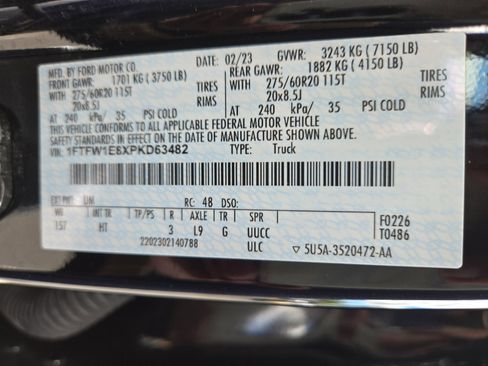 MFD. BY FORD MOTOR CO. 02/23 GVWR: 3243 KG ( 7150 LB)
FRONT GAWR: 1701 KG ( 3750 LB) REAR GAWR: 1882 KG ( 4150 LB)
WITH 275/60R20 115T TIRES WITH 275/60R20 115T TIRES
20x8.5J RIMS 20x8.5J RIMS
AT 240 kPa/ 35 PSI COLD AT 240 kPa/ 35 PSI COLD
THIS VEHICLE CONFORMS TO ALL APPLICABLE FEDERAL MOTOR VEHICLE
SAFETY STANDARDS IN EFFECT ON THE DATE OF MANUFACTURE SHOWN ABOVE.
VIN: 1FTFW1E8XPKD63482 TYPE: Truck
EXT PNT: UM RC: 48 DSO:
WB INT TR TP/PS R AXLE TR SPR F0226
157 HT 3 L9 G UUCC T0486
2202302140788 ULC 5U5A-3520472-AA